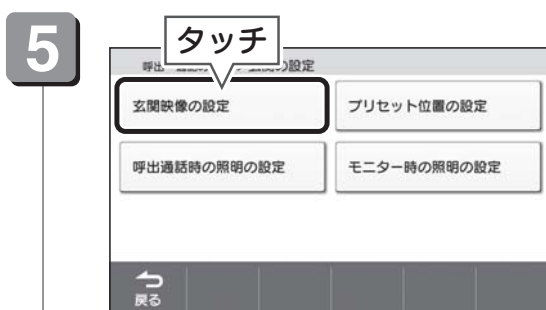 5
タッチ
呼出
の設定
玄関映像の設定
プリセット位置の設定
呼出通話時の照明の設定
モニター時の照明の設定
戻る